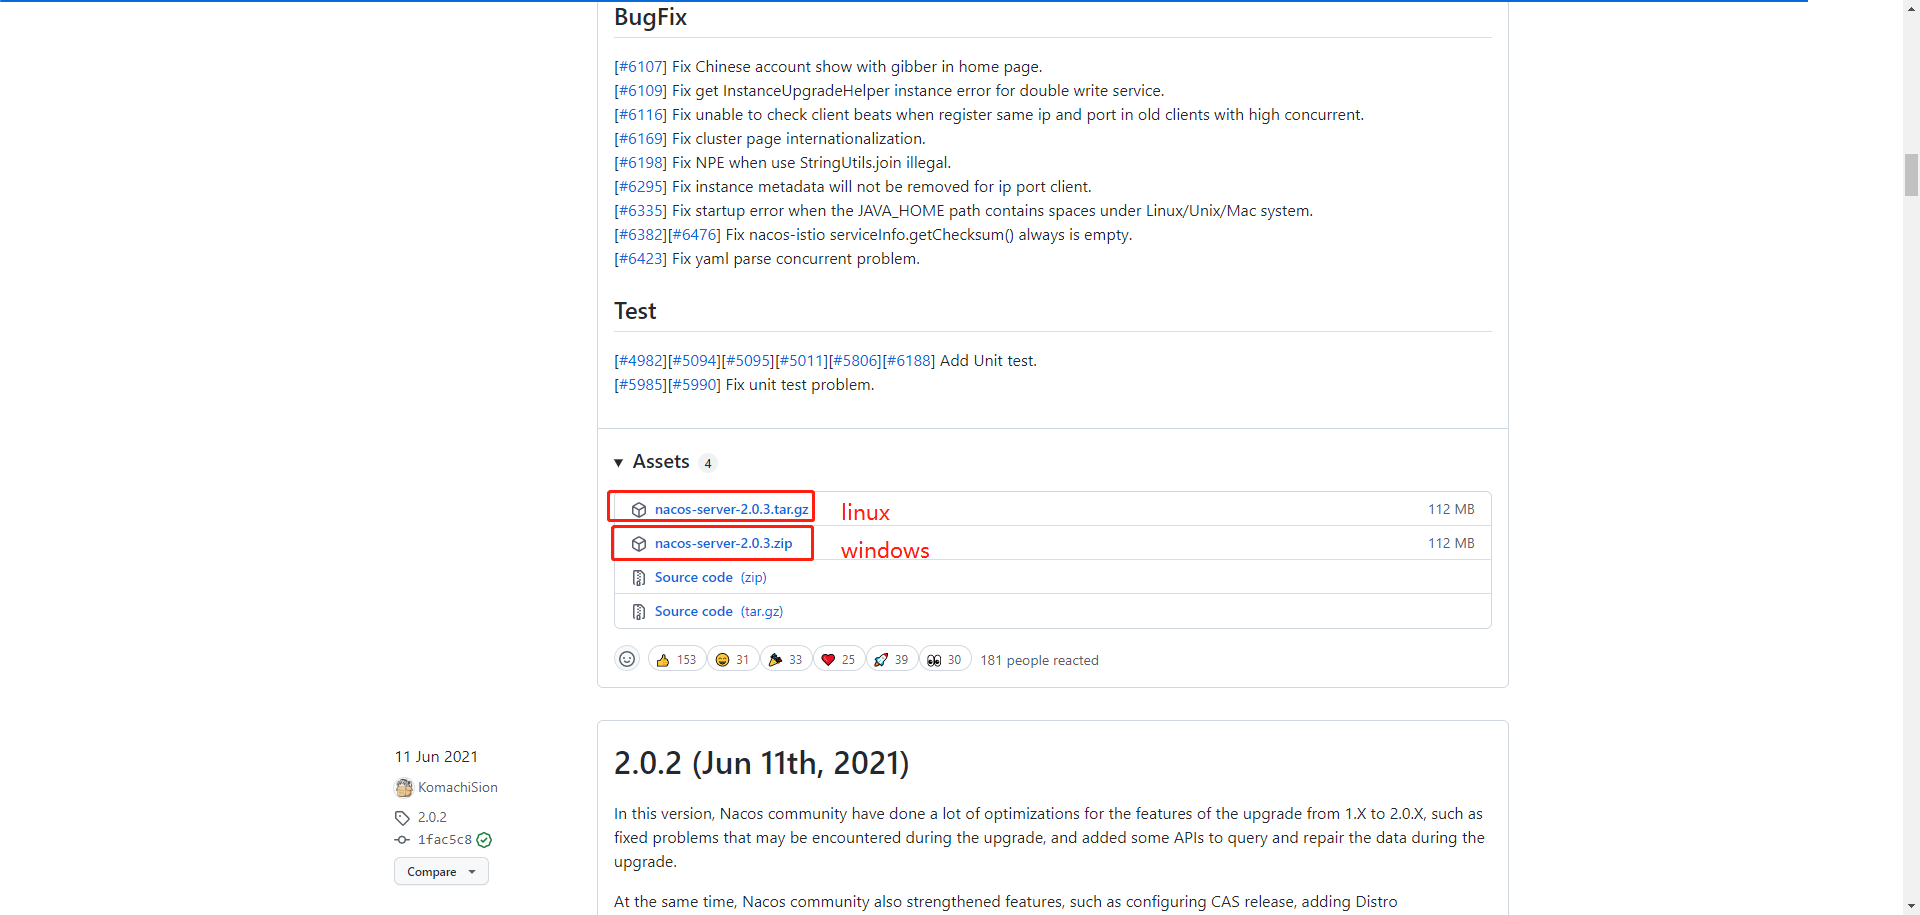 BugFix
[#6107] Fix Chinese account show with gibber in home page.
[#6109] Fix get InstanceUpgradeHelper instance error for double write service.
[#6116] Fix unable to check client beats when register same ip and port in old clients with high concurrent.
[#6169] Fix cluster page internationalization.
[#6198] Fix NPE when use StringUtils.join illegal.
[#6295] Fix instance metadata will not be removed for ip port client.
[#6335] Fix startup error when the JAVA_HOME path contains spaces under Linux/Unix/Mac system.
[#6382][#6476] Fix nacos-istio serviceInfo.getChecksum() always is empty.
[#6423] Fix yaml parse concurrent problem.
Test
[#4982][#5094][#5095][#5011][#5806][#6188] Add Unit test.
[#5985][#5990] Fix unit test problem.
Assets 4
nacos-server-2.0.3.tar.gz linux 112 MB
nacos-server-2.0.3.zip windows 112 MB
Source code (zip)
Source code (tar.gz)
153 31 33 25 39 30 181 people reacted
11 Jun 2021
KomachiSion
2.0.2
1fac5c8
Compare
2.0.2 (Jun 11th, 2021)
In this version, Nacos community have done a lot of optimizations for the features of the upgrade from 1.X to 2.0.X, such as
fixed problems that may be encountered during the upgrade, and added some APIs to query and repair the data during the
upgrade.
At the same time, Nacos community also strengthened features, such as configuring CAS release, adding Distro